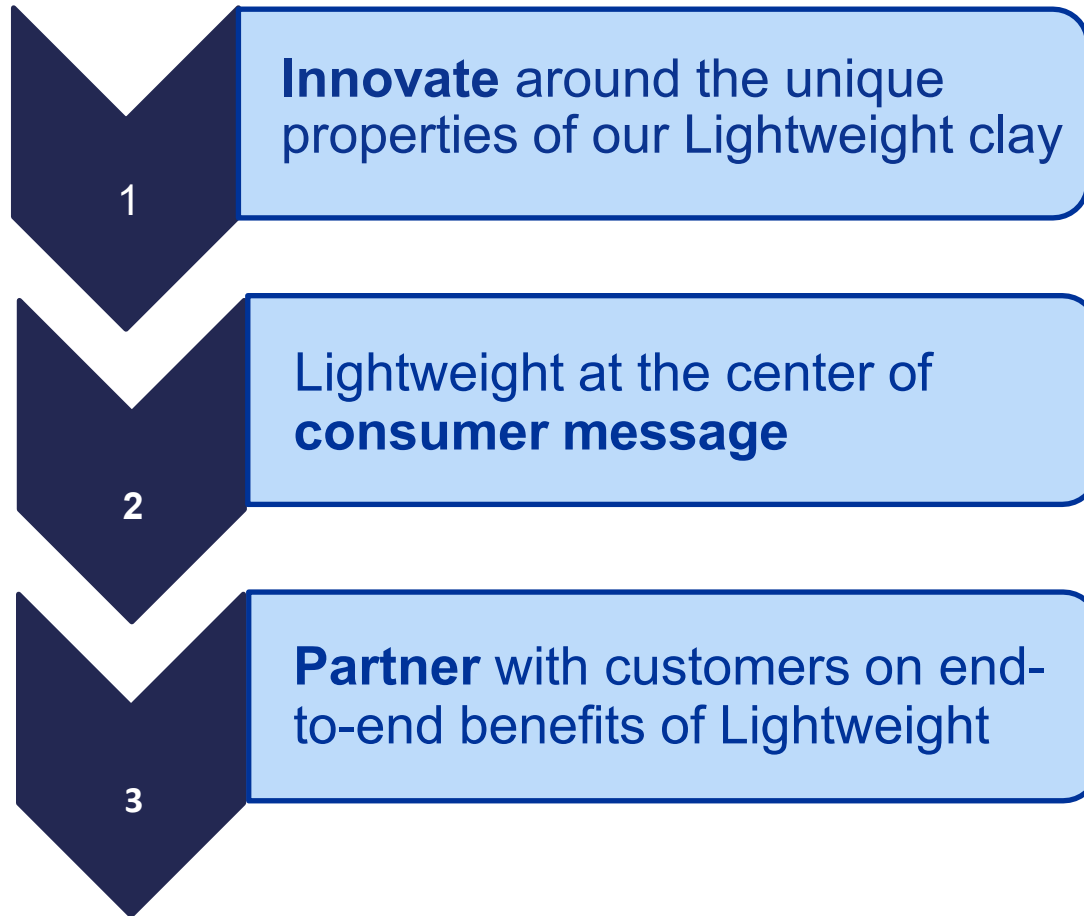 Innovate around the unique
properties of our Lightweight clay
1
Lightweight at the center of
consumer message
2
Partner with customers on end-
to-end benefits of Lightweight
3